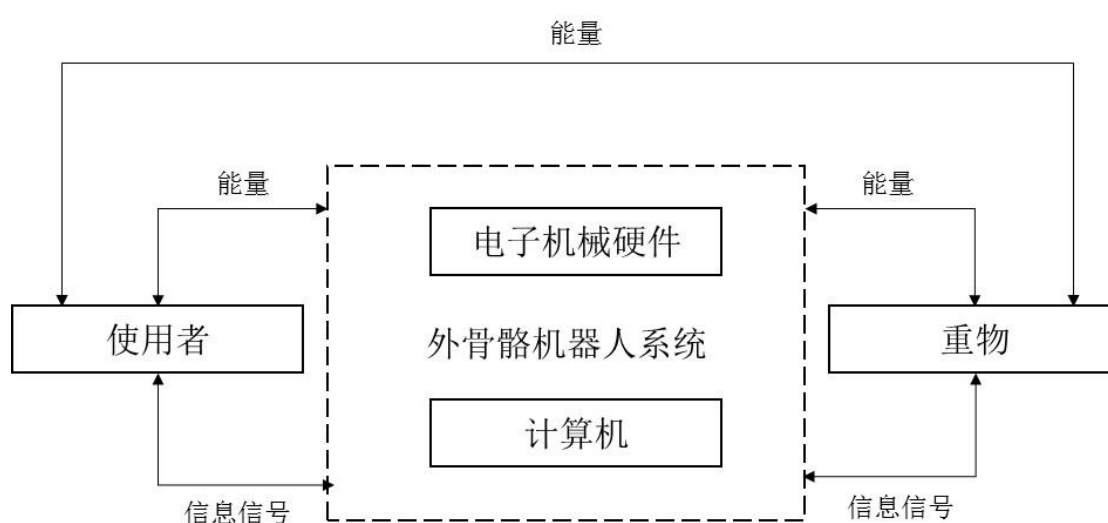 能量
能量
能量
电子机械硬件
使用者
外骨骼机器人系统
重物
计算机
信息信号
信息信号